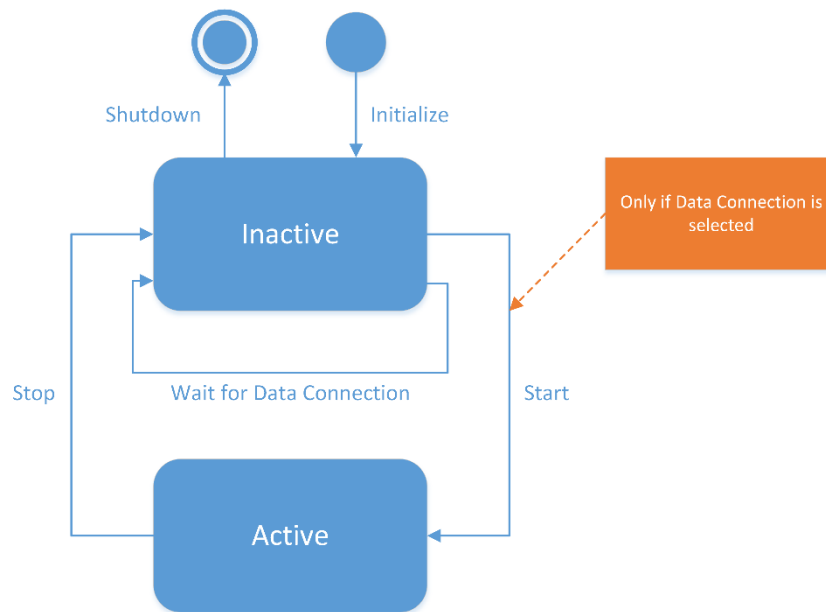 Shutdown
Initialize
Inactive
Only if Data Connection is
selected
Wait for Data Connection
Stop
Start
Active